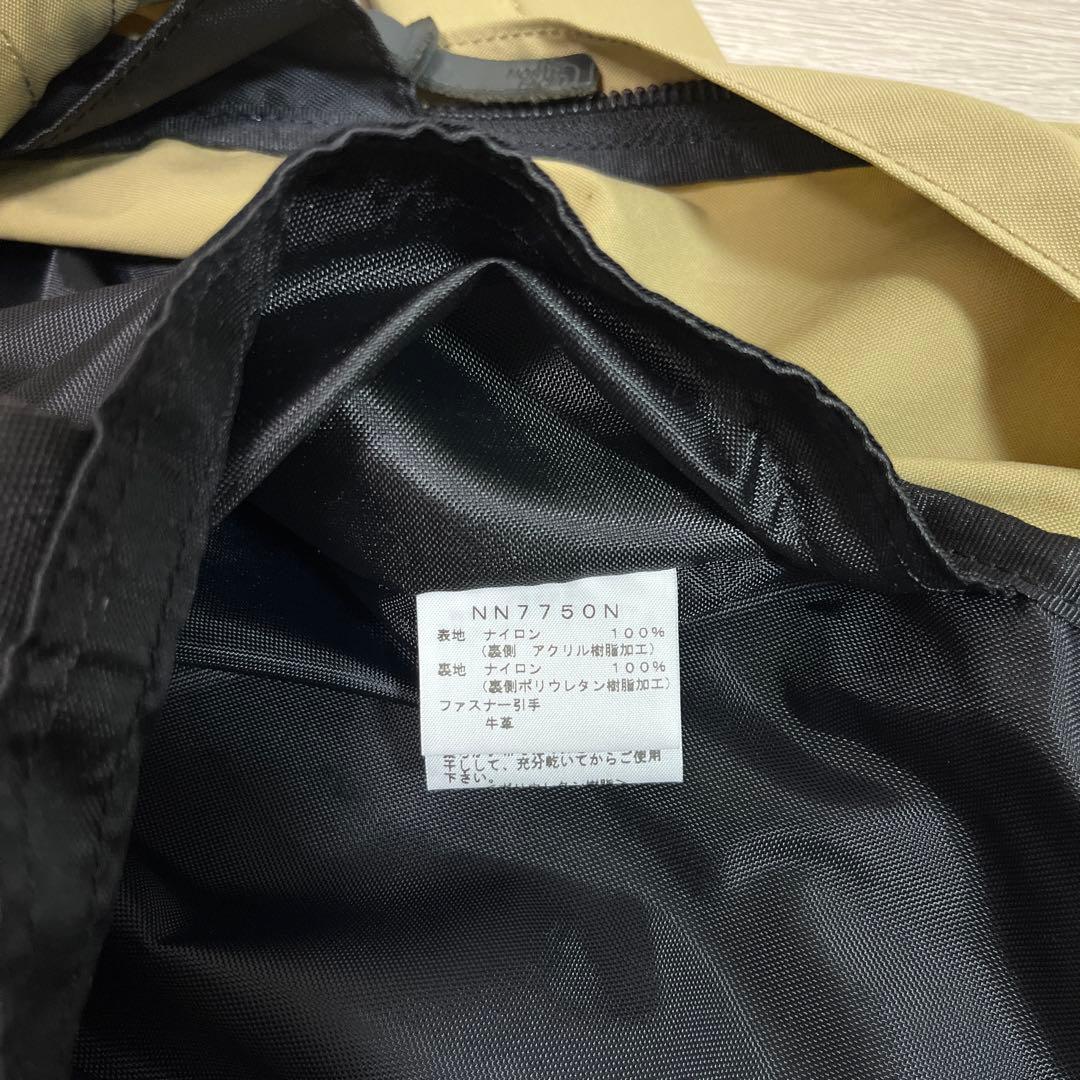 NN7750N
表地 ナイロン 100%
(裏側 アクリル樹脂加工)
裏地 ナイロン 100%
(裏側ポリウレタン樹脂加工)
ファスナー引手
牛革
干しして、充分乾いてからご使用
下さい。